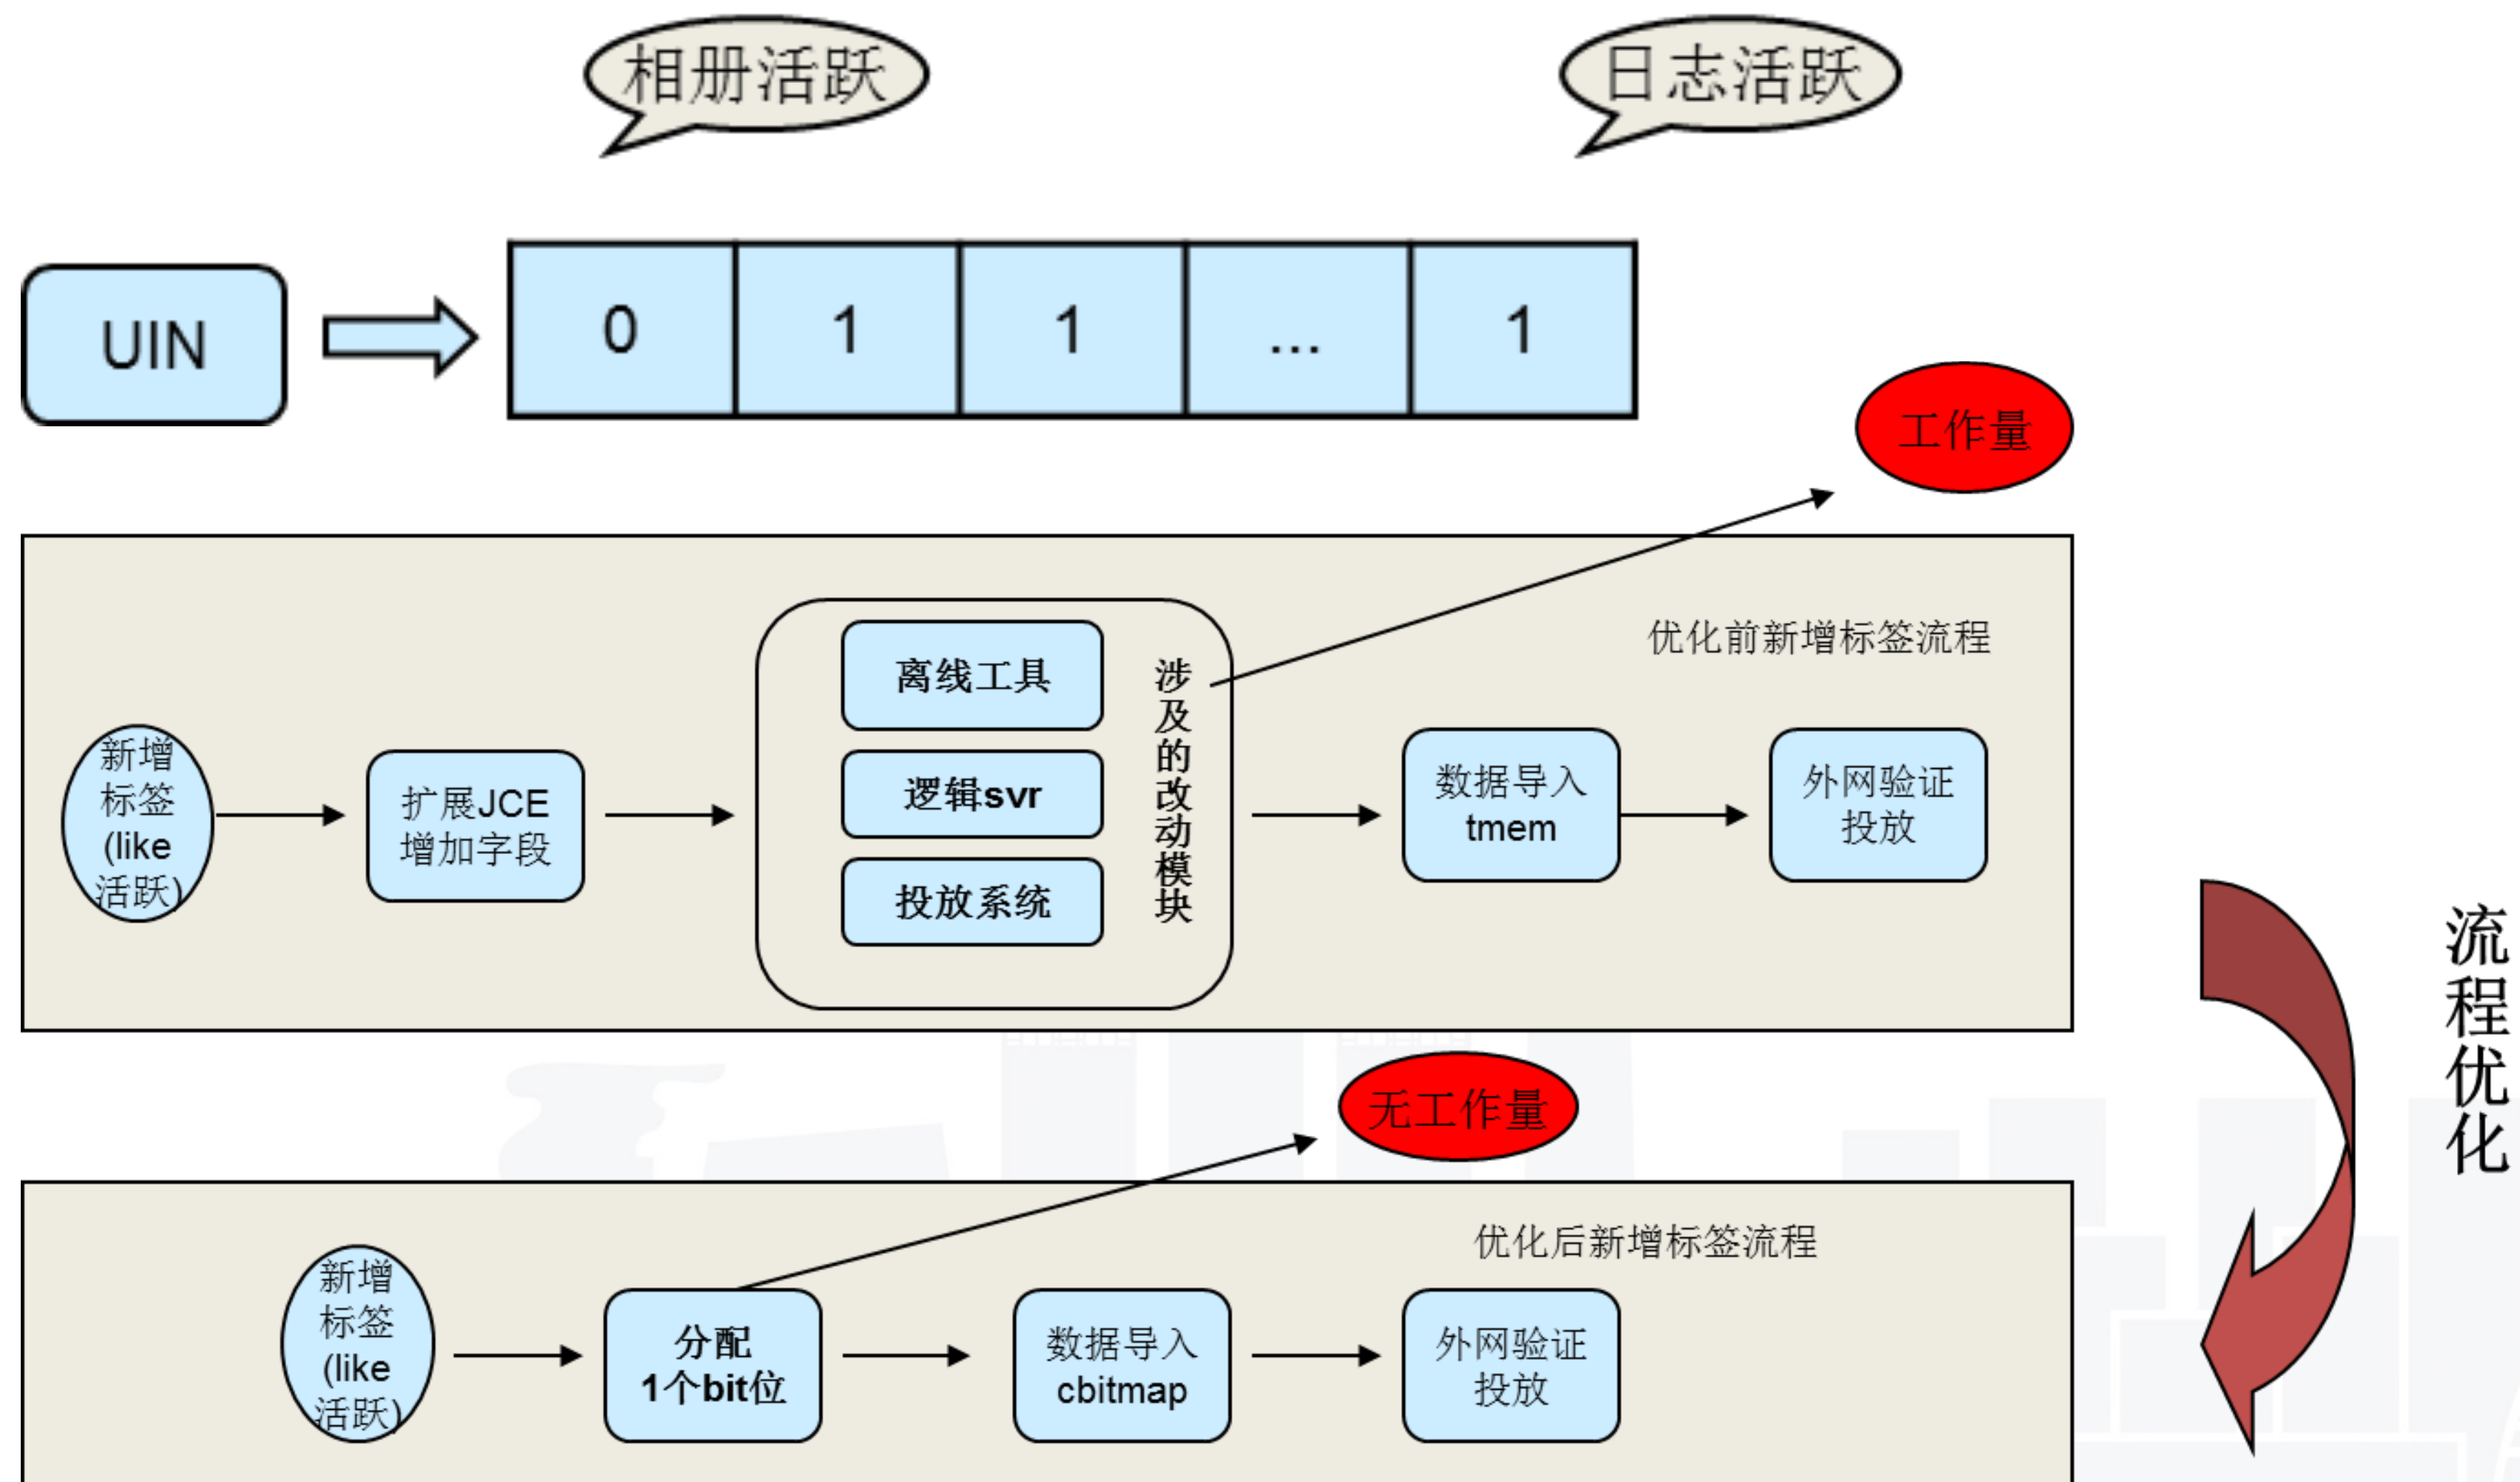 相册活跃
日志活跃
UIN
0
1
1
...
1
工作量
优化前新增标签流程
新增
标签
(like
活跃)
扩展JCE
增加字段
离线工具
逻辑svr
投放系统
涉及的改动模块
数据导入
tmem
外网验证
投放
流程优化
无工作量
优化后新增标签流程
新增
标签
(like
活跃)
分配
1个bit位
数据导入
cbitmap
外网验证
投放